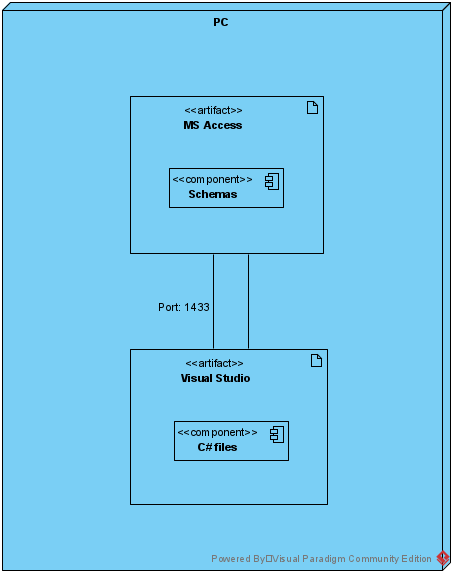 PC
<<artifact>>
MS Access
<<component>>
Schemas
Port: 1433
<<artifact>>
Visual Studio
<<component>>
C# files
Powered By□Visual Paradigm Community Edition